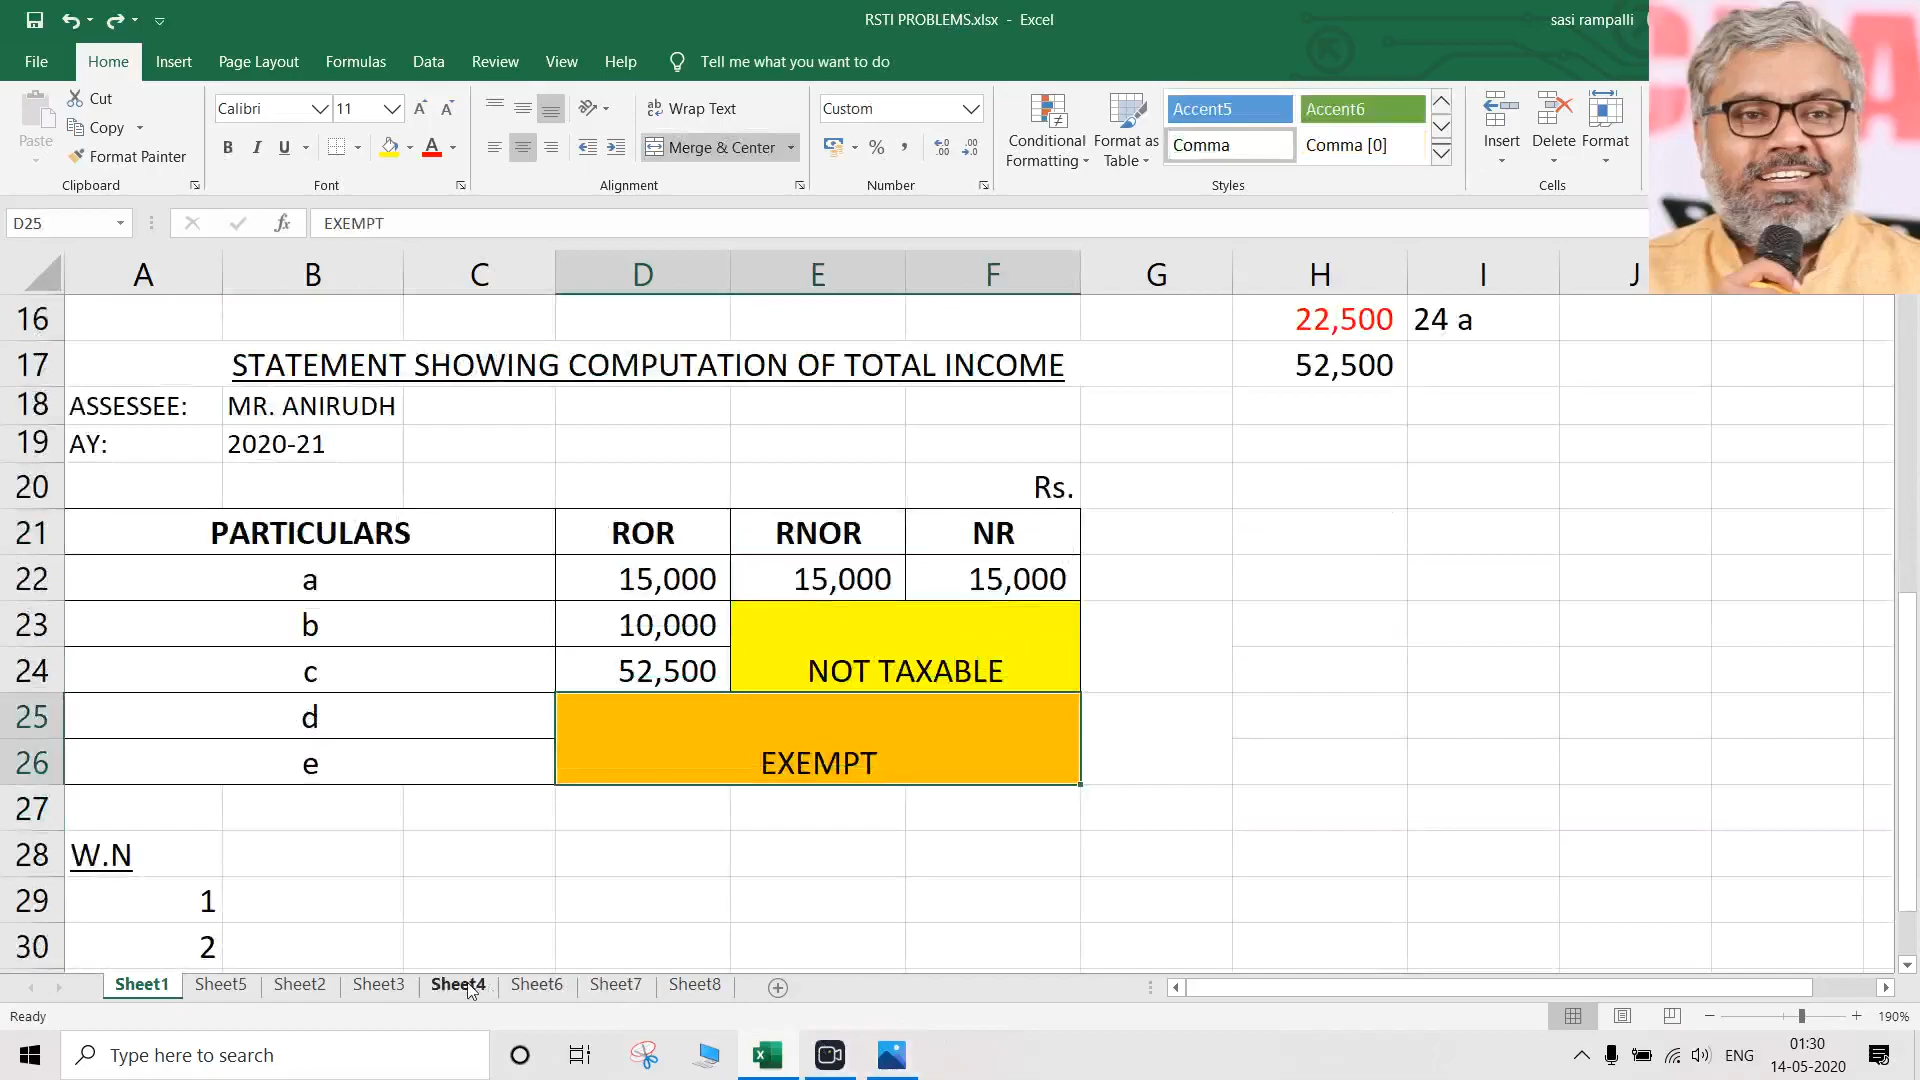 RSTI PROBLEMS.xlsx - Excel
sasi rampalli
File Home Insert Page Layout Formulas Data Review View Help Tell me what you want to do
Paste
Cut
Copy
Format Painter
Clipboard
Calibri 11
B I U
Font
Wrap Text
Merge & Center
Alignment
Custom
% ,
Number
Conditional Formatting
Format as Table
Accent5 Accent6
Comma Comma [0]
Styles
Insert Delete Format
Cells
D25 fx EXEMPT
A B C D E F G H I J
16 22,500 24 a
17 STATEMENT SHOWING COMPUTATION OF TOTAL INCOME 52,500
18 ASSESSEE: MR. ANIRUDH
19 AY: 2020-21
20 Rs.
21 PARTICULARS ROR RNOR NR
22 a 15,000 15,000 15,000
23 b 10,000
24 c 52,500 NOT TAXABLE
25 d
26 e EXEMPT
27
28 W.N
29 1
30 2
Sheet1 Sheet5 Sheet2 Sheet3 Sheet4 Sheet6 Sheet7 Sheet8
Ready 190%
Type here to search
ENG
01:30
14-05-2020